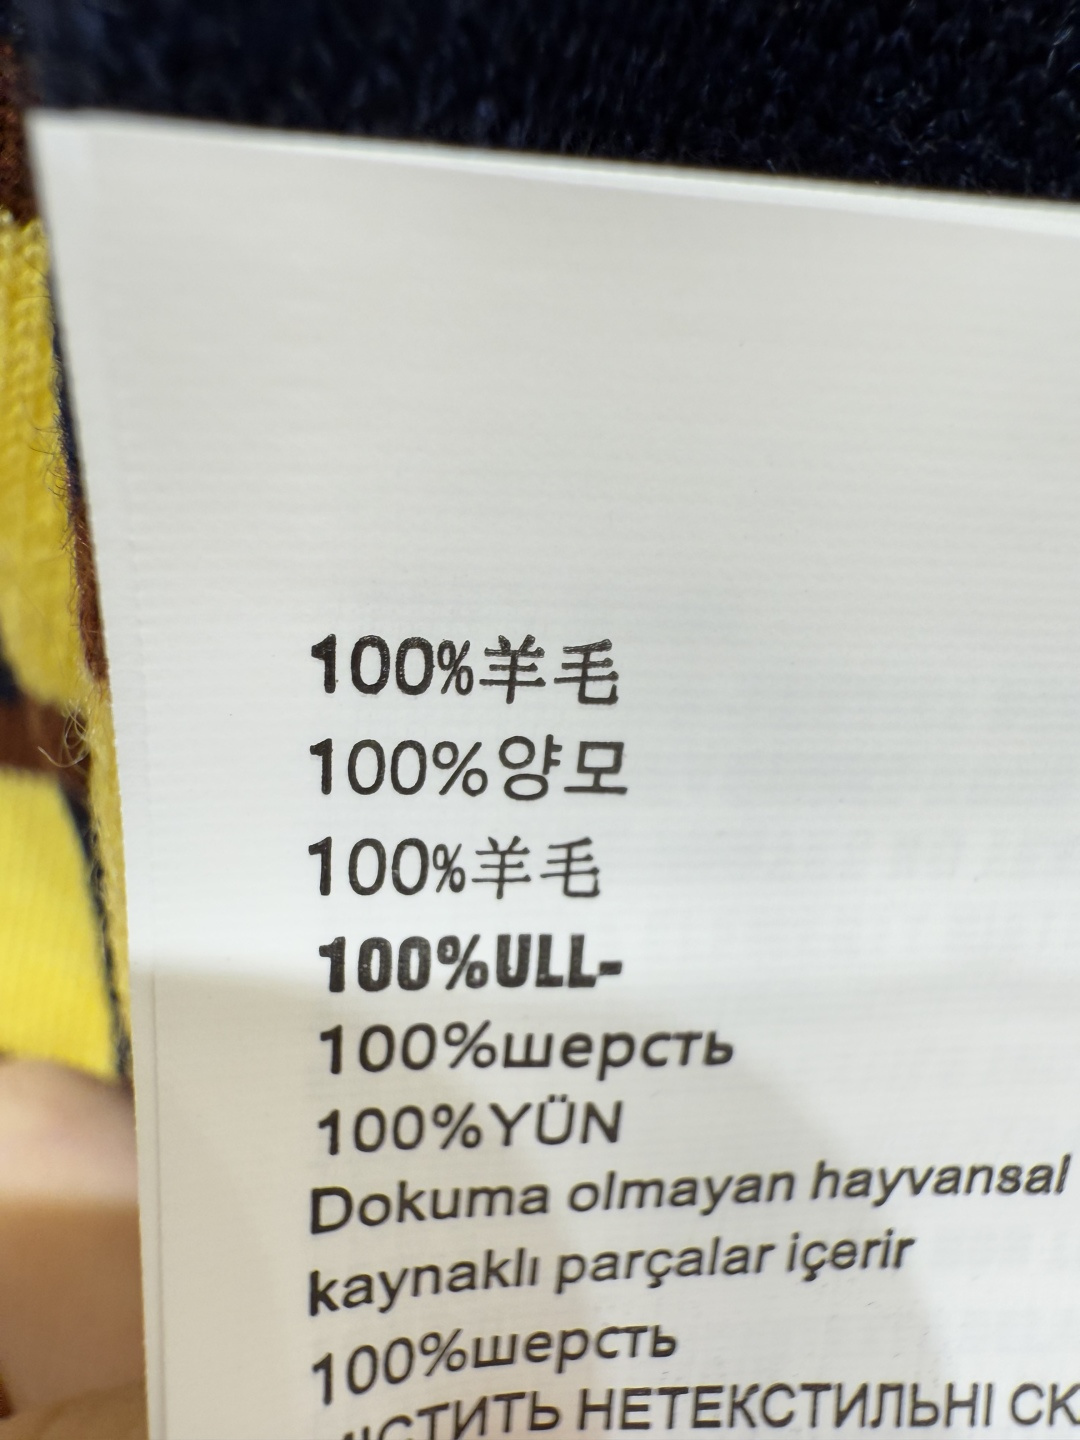 100%羊毛
100%양모
100%羊毛
100%ULL-
100%шерсть
100%YÜN
Dokuma olmayan hayvansal
kaynaklı parçalar içerir
100%шерсть
НЕТЕКСТИЛЬНІ